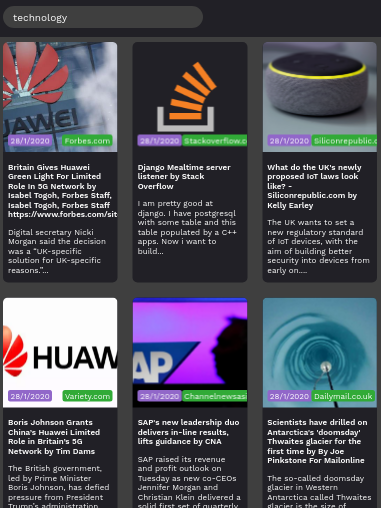 technology
28/1/2020 Forbes.com
Britain Gives Huawei
Green Light For Limited
Role In 5G Network by
Isabel Togoh, Forbes Staff,
Isabel Togoh, Forbes Staff
https://www.forbes.com/sit
Digital secretary Nicki
Morgan said the decision
was a "UK-specific
solution for UK-specific
reasons."...
28/1/2020 Stackoverflow.c
Django Mealtime server
listener by Stack
Overflow
I am pretty good at
django. I have postgresql
with some table and this
table populated by a C++
apps. Now i want to
build...
28/1/2020 Siliconrepublic.c
What do the UK's newly
proposed IoT laws look
like? -
Siliconrepublic.com by
Kelly Earley
The UK wants to set a
new regulatory standard
of IoT devices, with the
aim of building better
security into devices from
early on....
HUAW
28/1/2020 Variety.com
Boris Johnson Grants
China's Huawei Limited
Role in Britain's 5G
Network by Tim Dams
The British government,
led by Prime Minister
Boris Johnson, has defied
pressure from President
Trump's administration
AP
28/1/2020 Channelnewsas
SAP's new leadership duo
delivers in-line results,
lifts guidance by CNA
SAP raised its revenue
and profit outlook on
Tuesday as new co-CEOs
Jennifer Morgan and
Christian Klein delivered a
solid first set of quarterly
28/1/2020 Dailymail.co.uk
Scientists have drilled on
Antarctica's 'doomsday'
Thwaites glacier for the
first time by By Joe
Pinkstone For Mailonline
The so-called doomsday
glacier in Western
Antarctica called Thwaites
glacier is the size of